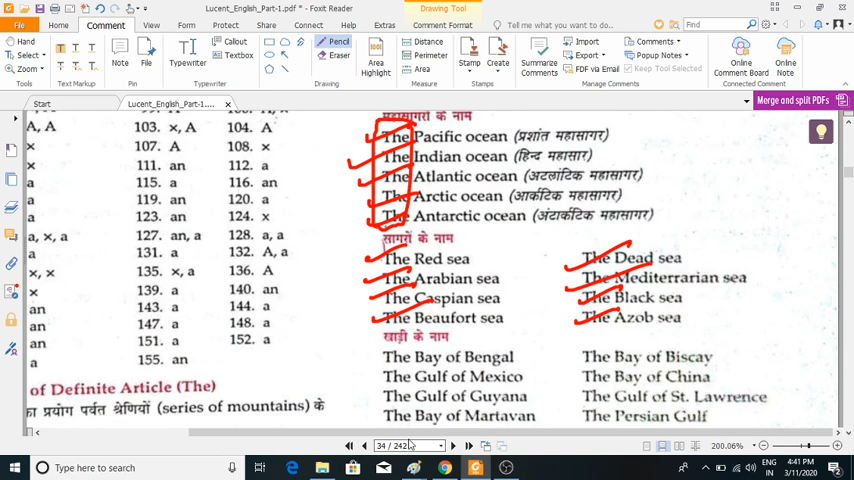 Lucent_English_Part-1.pdf * - Foxit Reader
Drawing Tool
File Home Comment View Form Protect Share Connect Help Extras Comment Format Tell me what you want to do Find
Hand
Select
Zoom
Text Markup
Note File
Pin
Typewriter
Callout
Textbox
Typewriter
Drawing
Pencil
Eraser
Area Highlight
Distance
Perimeter
Area
Measure
Stamp
Stamps
Summarize Comments
Import
Export
FDF via Email
Comments
Popup Notes
Keep Tool Selected
Manage Comments
Online Comment Board
Online Note
Start
Lucent_English_Part-1....
Merge and split PDFs
A, A 103. x, A 104. A
x 107. A 108. x
x 111. an 112. a
a 115. a 116. an
a 119. an 120. a
a 123. an 124. x
a, x, a 127. an, a 128. a, a
a 131. a 132. A, a
x, x 135. x, a 136. A
a 139. a 140. an
an 143. a 144. a
an 147. a 148. a
an 151. a 152. a
a 155. an
of Definite Article (The)
का प्रयोग पर्वत श्रेणियों (series of mountains) के
महासागरों के नाम
The Pacific ocean (प्रशांत महासागर)
The Indian ocean (हिन्द महासार)
The Atlantic ocean (अटलांटिक महासागर)
The Arctic ocean (आर्कटिक महासागर)
The Antarctic ocean (अंटार्कटिक महासागर)
सागरों के नाम
The Red sea The Dead sea
The Arabian sea The Mediterrarian sea
The Caspian sea The Black sea
The Beaufort sea The Azob sea
खाड़ी के नाम
The Bay of Bengal The Bay of Biscay
The Gulf of Mexico The Bay of China
The Gulf of Guyana The Gulf of St. Lawrence
The Bay of Martavan The Persian Gulf
34 / 242
200.06%
Type here to search
ENG
IN
4:41 PM
3/11/2020